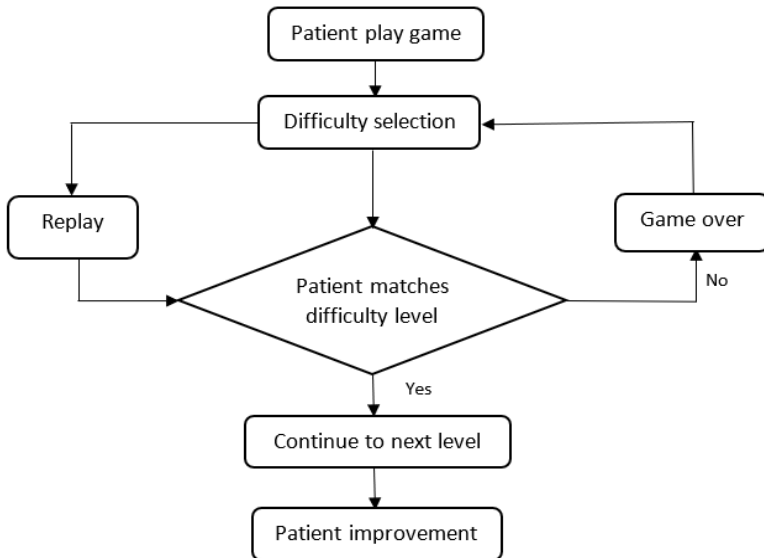 Patient play game
Difficulty selection
Replay
Game over
Patient matches
difficulty level
No
Yes
Continue to next level
Patient improvement